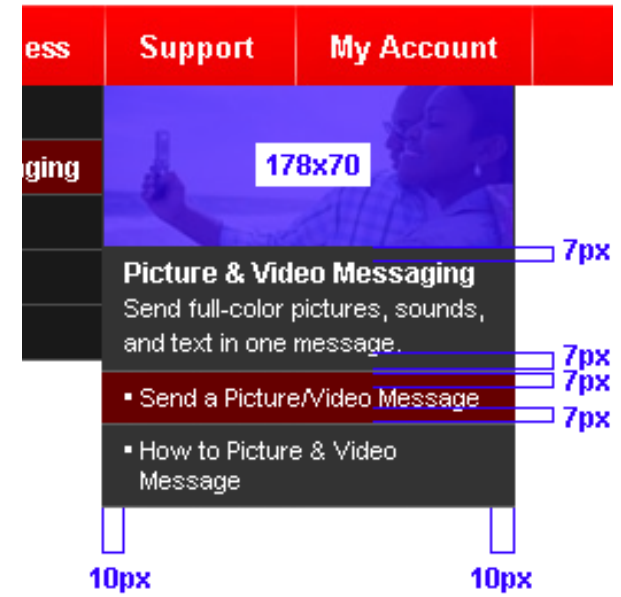 ess Support My Account
ging
178x70
7px
Picture & Video Messaging
Send full-color pictures, sounds,
and text in one message.
7px
7px
▪ Send a Picture/Video Message
7px
▪ How to Picture & Video
Message
10px 10px